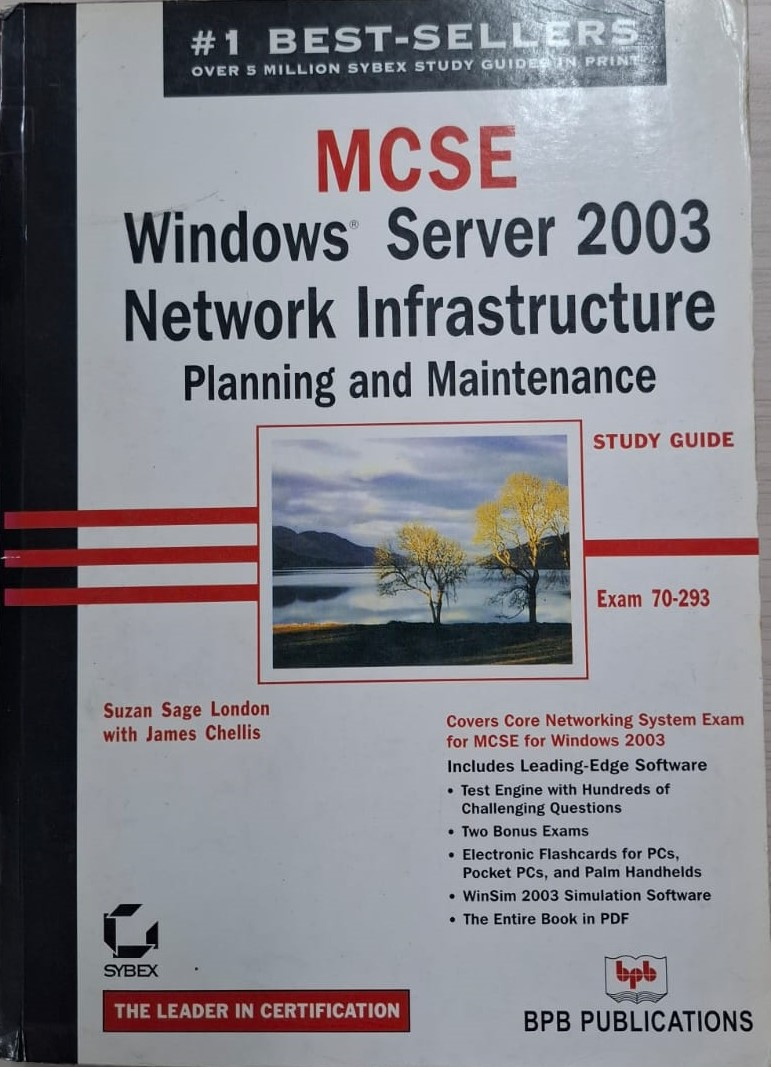 #1 BEST-SELLERS
OVER 5 MILLION SYBEX STUDY GUIDES IN PRINT
MCSE
Windows® Server 2003
Network Infrastructure
Planning and Maintenance
STUDY GUIDE
Exam 70-293
Suzan Sage London
with James Chellis
Covers Core Networking System Exam
for MCSE for Windows 2003
Includes Leading-Edge Software
• Test Engine with Hundreds of
Challenging Questions
• Two Bonus Exams
• Electronic Flashcards for PCs,
Pocket PCs, and Palm Handhelds
• WinSim 2003 Simulation Software
• The Entire Book in PDF
SYBEX
THE LEADER IN CERTIFICATION
bpb
BPB PUBLICATIONS